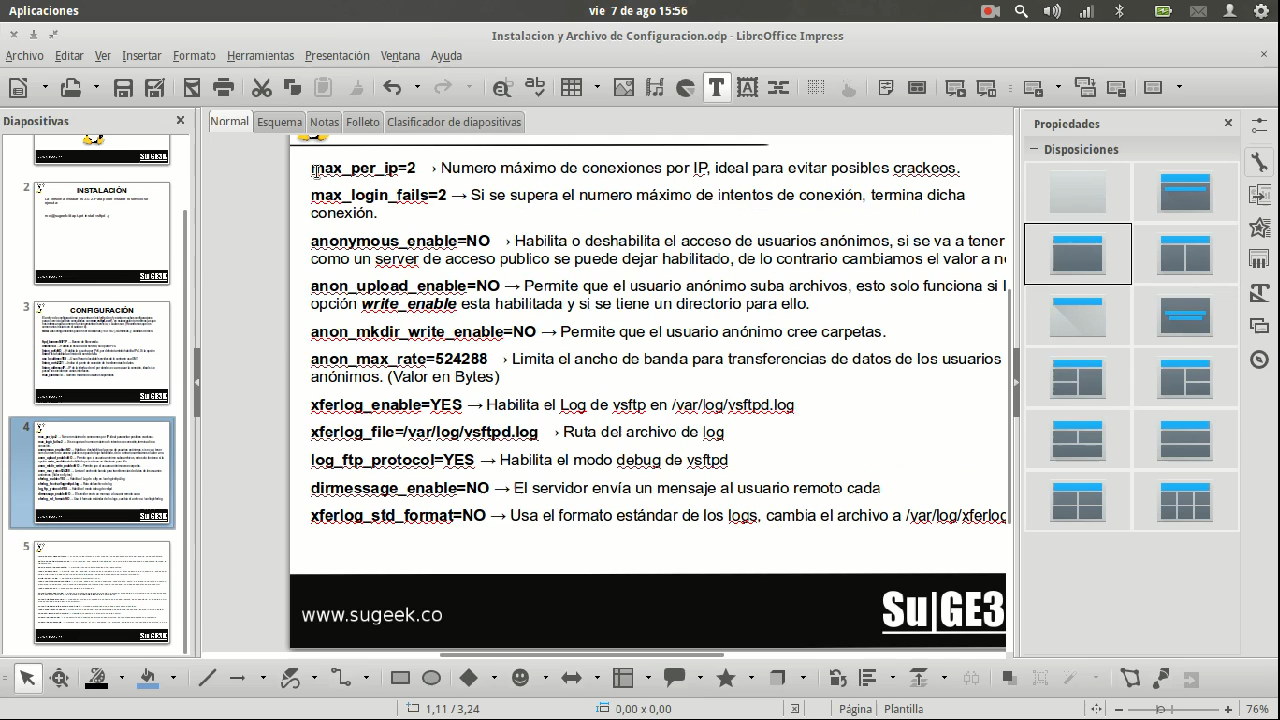 Aplicaciones
vie 7 de ago 15:56
Instalacion y Archivo de Configuracion.odp - LibreOffice Impress
Archivo Editar Ver Insertar Formato Herramientas Presentación Ventana Ayuda
Diapositivas
Normal Esquema Notas Folleto Clasificador de diapositivas
Propiedades
Disposiciones
2
INSTALACIÓN
3
CONFIGURACIÓN
4
5
max_per_ip=2 → Numero máximo de conexiones por IP, ideal para evitar posibles crackeos.
max_login_fails=2 → Si se supera el numero máximo de intentos de conexión, termina dicha
conexión.
anonymous_enable=NO → Habilita o deshabilita el acceso de usuarios anónimos, si se va a tener
como un server de acceso publico se puede dejar habilitado, de lo contrario cambiamos el valor a
anon_upload_enable=NO → Permite que el usuario anónimo suba archivos, esto solo funciona si
opción write_enable esta habilitada y si se tiene un directorio para ello.
anon_mkdir_write_enable=NO → Permite que el usuario anónimo cree carpetas.
anon_max_rate=524288 → Limita el ancho de banda para transferencias de datos de los usuarios
anónimos. (Valor en Bytes)
xferlog_enable=YES → Habilita el Log de vsftp en /var/log/vsftpd.log
xferlog_file=/var/log/vsftpd.log → Ruta del archivo de log
log_ftp_protocol=YES → Habilita el modo debug de vsftpd
dirmessage_enable=NO → El servidor envía un mensaje al usuario remoto cada
xferlog_std_format=NO → Usa el formato estándar de los logs, cambia el archivo a /var/log/xferlog
www.sugeek.co
Su|GE3
1,11 / 3,24
0,00 x 0,00
Página
Plantilla
76%